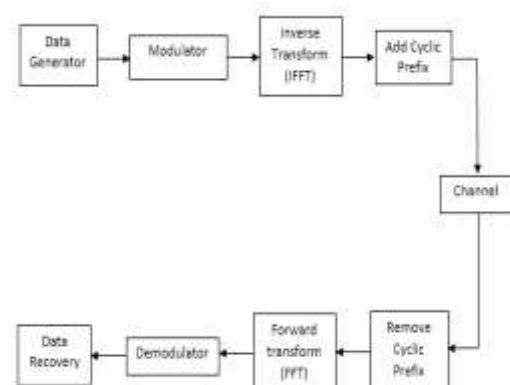 Data
Generator
Modulator
Inverse
Transform
(IFFT)
Add Cyclic
Prefix
Channel
Remove
Cyclic
Prefix
Forward
transform
(FFT)
Demodulator
Data
Recovery